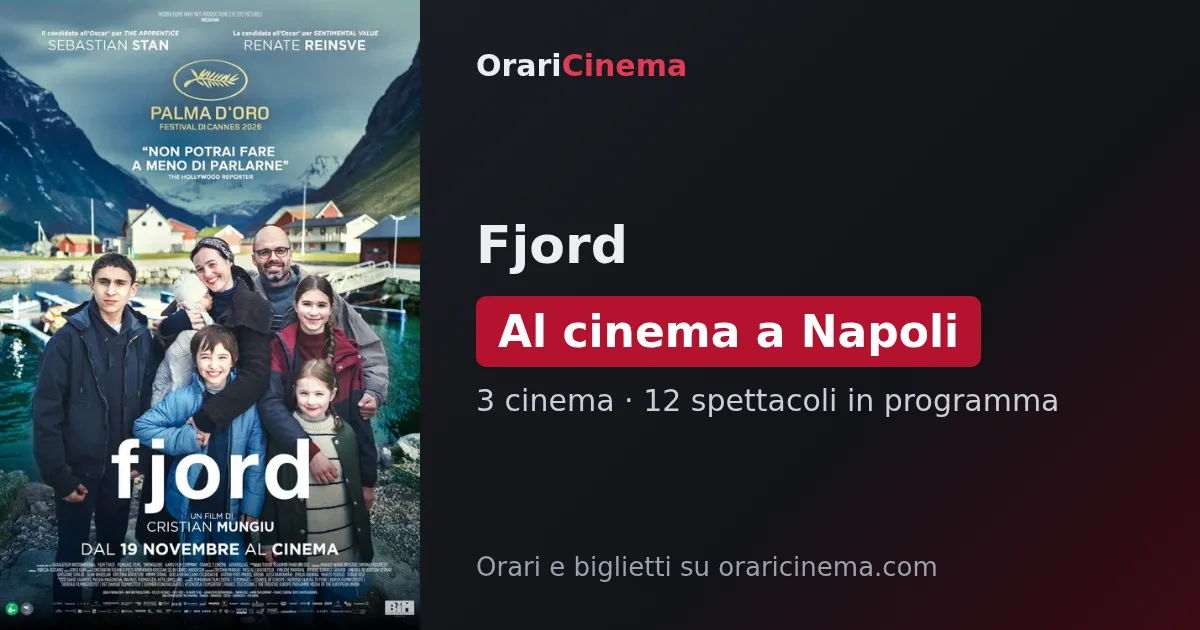 Il candidato all'Oscar® per THE APPRENTICE
SEBASTIAN STAN
La candidata all'Oscar® per SENTIMENTAL VALUE
RENATE REINSVE
PALMA D'ORO
FESTIVAL DI CANNES 2026
“NON POTRAI FARE
A MENO DI PARLARNE”
THE HOLLYWOOD REPORTER
fjord
UN FILM DI
CRISTIAN MUNGIU
DAL 19 NOVEMBRE AL CINEMA
BiM
OrariCinema
Fjord
Al cinema a Napoli
3 cinema · 12 spettacoli in programma
Orari e biglietti su oraricinema.com